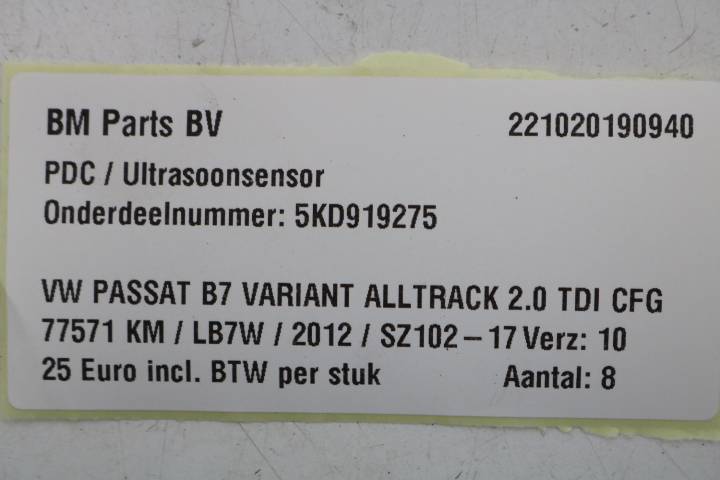 BM Parts BV 221020190940
PDC / Ultrasoonsensor
Onderdeelnummer: 5KD919275
VW PASSAT B7 VARIANT ALLTRACK 2.0 TDI CFG
77571 KM / LB7W / 2012 / SZ102-17 Verz: 10
25 Euro incl. BTW per stuk Aantal: 8